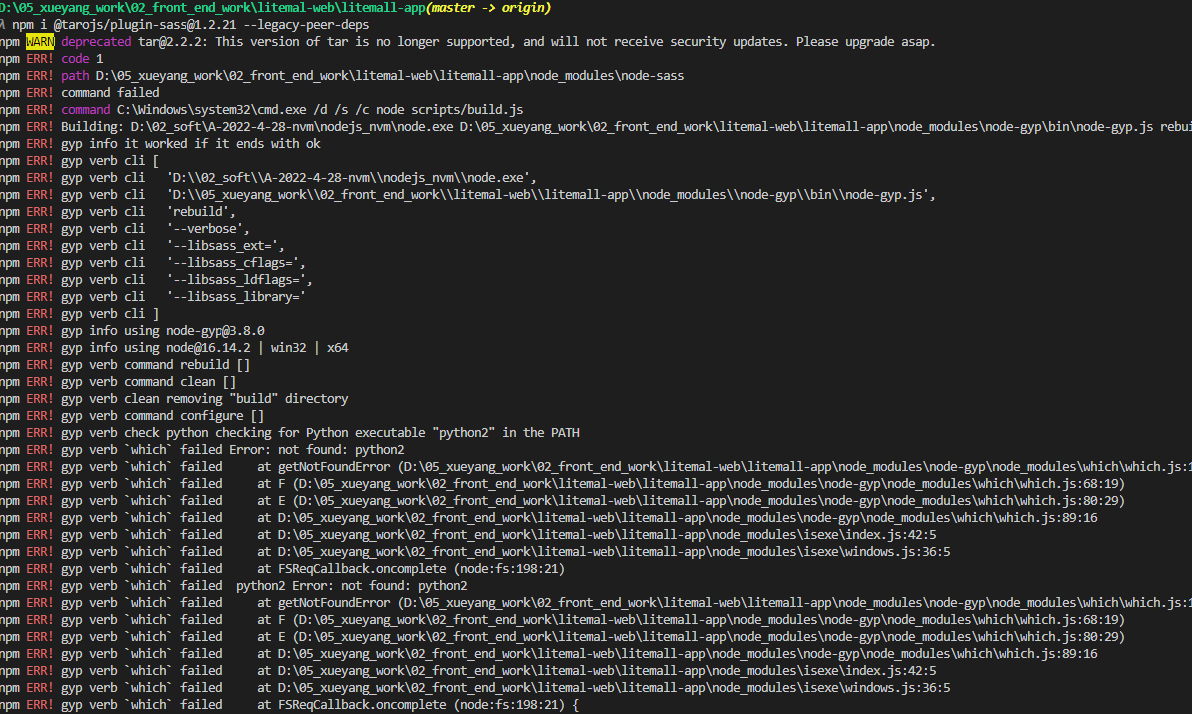 D:\05_xueyang_work\02_front_end_work\litemal-web\litemall-app(master -> origin)
λ npm i @tarojs/plugin-sass@1.2.21 --legacy-peer-deps
npm WARN deprecated tar@2.2.2: This version of tar is no longer supported, and will not receive security updates. Please upgrade asap.
npm ERR! code 1
npm ERR! path D:\05_xueyang_work\02_front_end_work\litemal-web\litemall-app\node_modules\node-sass
npm ERR! command failed
npm ERR! command C:\Windows\system32\cmd.exe /d /s /c node scripts/build.js
npm ERR! Building: D:\02_soft\A-2022-4-28-nvm\nodejs_nvm\node.exe D:\05_xueyang_work\02_front_end_work\litemal-web\litemall-app\node_modules\node-gyp\bin\node-gyp.js rebui
npm ERR! gyp info it worked if it ends with ok
npm ERR! gyp verb cli [
npm ERR! gyp verb cli   'D:\\02_soft\\A-2022-4-28-nvm\\nodejs_nvm\\node.exe',
npm ERR! gyp verb cli   'D:\\05_xueyang_work\\02_front_end_work\\litemal-web\\litemall-app\\node_modules\\node-gyp\\bin\\node-gyp.js',
npm ERR! gyp verb cli   'rebuild',
npm ERR! gyp verb cli   '--verbose',
npm ERR! gyp verb cli   '--libsass_ext=',
npm ERR! gyp verb cli   '--libsass_cflags=',
npm ERR! gyp verb cli   '--libsass_ldflags=',
npm ERR! gyp verb cli   '--libsass_library='
npm ERR! gyp verb cli ]
npm ERR! gyp info using node-gyp@3.8.0
npm ERR! gyp info using node@16.14.2 | win32 | x64
npm ERR! gyp verb command rebuild []
npm ERR! gyp verb command clean []
npm ERR! gyp verb clean removing "build" directory
npm ERR! gyp verb command configure []
npm ERR! gyp verb check python checking for Python executable "python2" in the PATH
npm ERR! gyp verb `which` failed Error: not found: python2
npm ERR! gyp verb `which` failed     at getNotFoundError (D:\05_xueyang_work\02_front_end_work\litemal-web\litemall-app\node_modules\node-gyp\node_modules\which\which.js:1
npm ERR! gyp verb `which` failed     at F (D:\05_xueyang_work\02_front_end_work\litemal-web\litemall-app\node_modules\node-gyp\node_modules\which\which.js:68:19)
npm ERR! gyp verb `which` failed     at E (D:\05_xueyang_work\02_front_end_work\litemal-web\litemall-app\node_modules\node-gyp\node_modules\which\which.js:80:29)
npm ERR! gyp verb `which` failed     at D:\05_xueyang_work\02_front_end_work\litemal-web\litemall-app\node_modules\node-gyp\node_modules\which\which.js:89:16
npm ERR! gyp verb `which` failed     at D:\05_xueyang_work\02_front_end_work\litemal-web\litemall-app\node_modules\isexe\index.js:42:5
npm ERR! gyp verb `which` failed     at D:\05_xueyang_work\02_front_end_work\litemal-web\litemall-app\node_modules\isexe\windows.js:36:5
npm ERR! gyp verb `which` failed     at FSReqCallback.oncomplete (node:fs:198:21)
npm ERR! gyp verb `which` failed  python2 Error: not found: python2
npm ERR! gyp verb `which` failed     at getNotFoundError (D:\05_xueyang_work\02_front_end_work\litemal-web\litemall-app\node_modules\node-gyp\node_modules\which\which.js:1
npm ERR! gyp verb `which` failed     at F (D:\05_xueyang_work\02_front_end_work\litemal-web\litemall-app\node_modules\node-gyp\node_modules\which\which.js:68:19)
npm ERR! gyp verb `which` failed     at E (D:\05_xueyang_work\02_front_end_work\litemal-web\litemall-app\node_modules\node-gyp\node_modules\which\which.js:80:29)
npm ERR! gyp verb `which` failed     at D:\05_xueyang_work\02_front_end_work\litemal-web\litemall-app\node_modules\node-gyp\node_modules\which\which.js:89:16
npm ERR! gyp verb `which` failed     at D:\05_xueyang_work\02_front_end_work\litemal-web\litemall-app\node_modules\isexe\index.js:42:5
npm ERR! gyp verb `which` failed     at D:\05_xueyang_work\02_front_end_work\litemal-web\litemall-app\node_modules\isexe\windows.js:36:5
npm ERR! gyp verb `which` failed     at FSReqCallback.oncomplete (node:fs:198:21) {